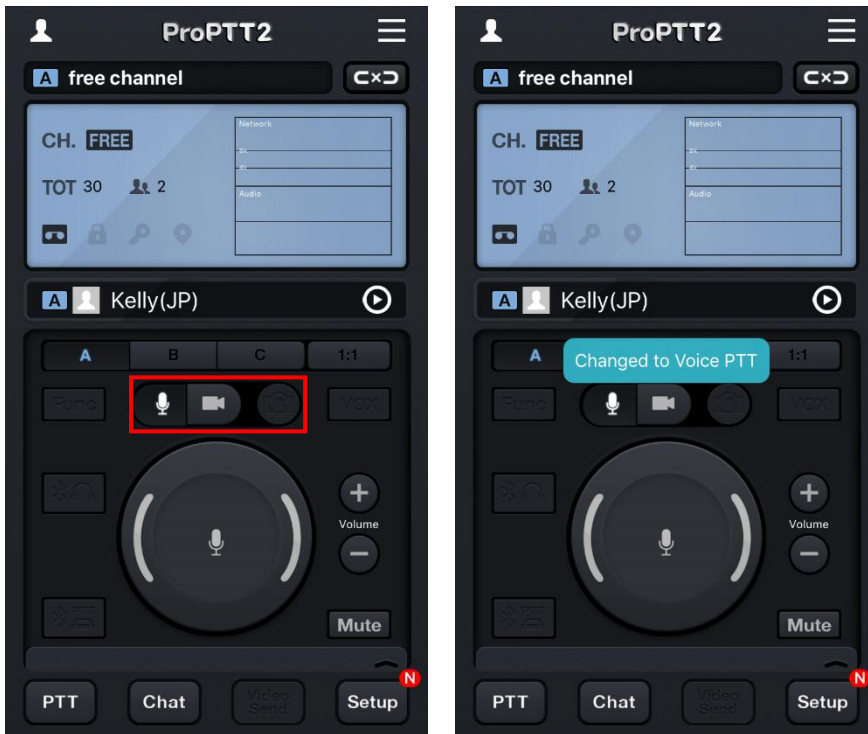 ProPTT2
A free channel
CH. FREE
TOT 30 2
Network
Audio
A Kelly(JP)
A B C 1:1
Func VOX
Volume
PTT
Mute
N
PTT Chat Video Send Setup
ProPTT2
A free channel
CH. FREE
TOT 30 2
Network
Audio
A Kelly(JP)
Changed to Voice PTT
A 1:1
Func VOX
Volume
PTT
Mute
N
PTT Chat Video Send Setup